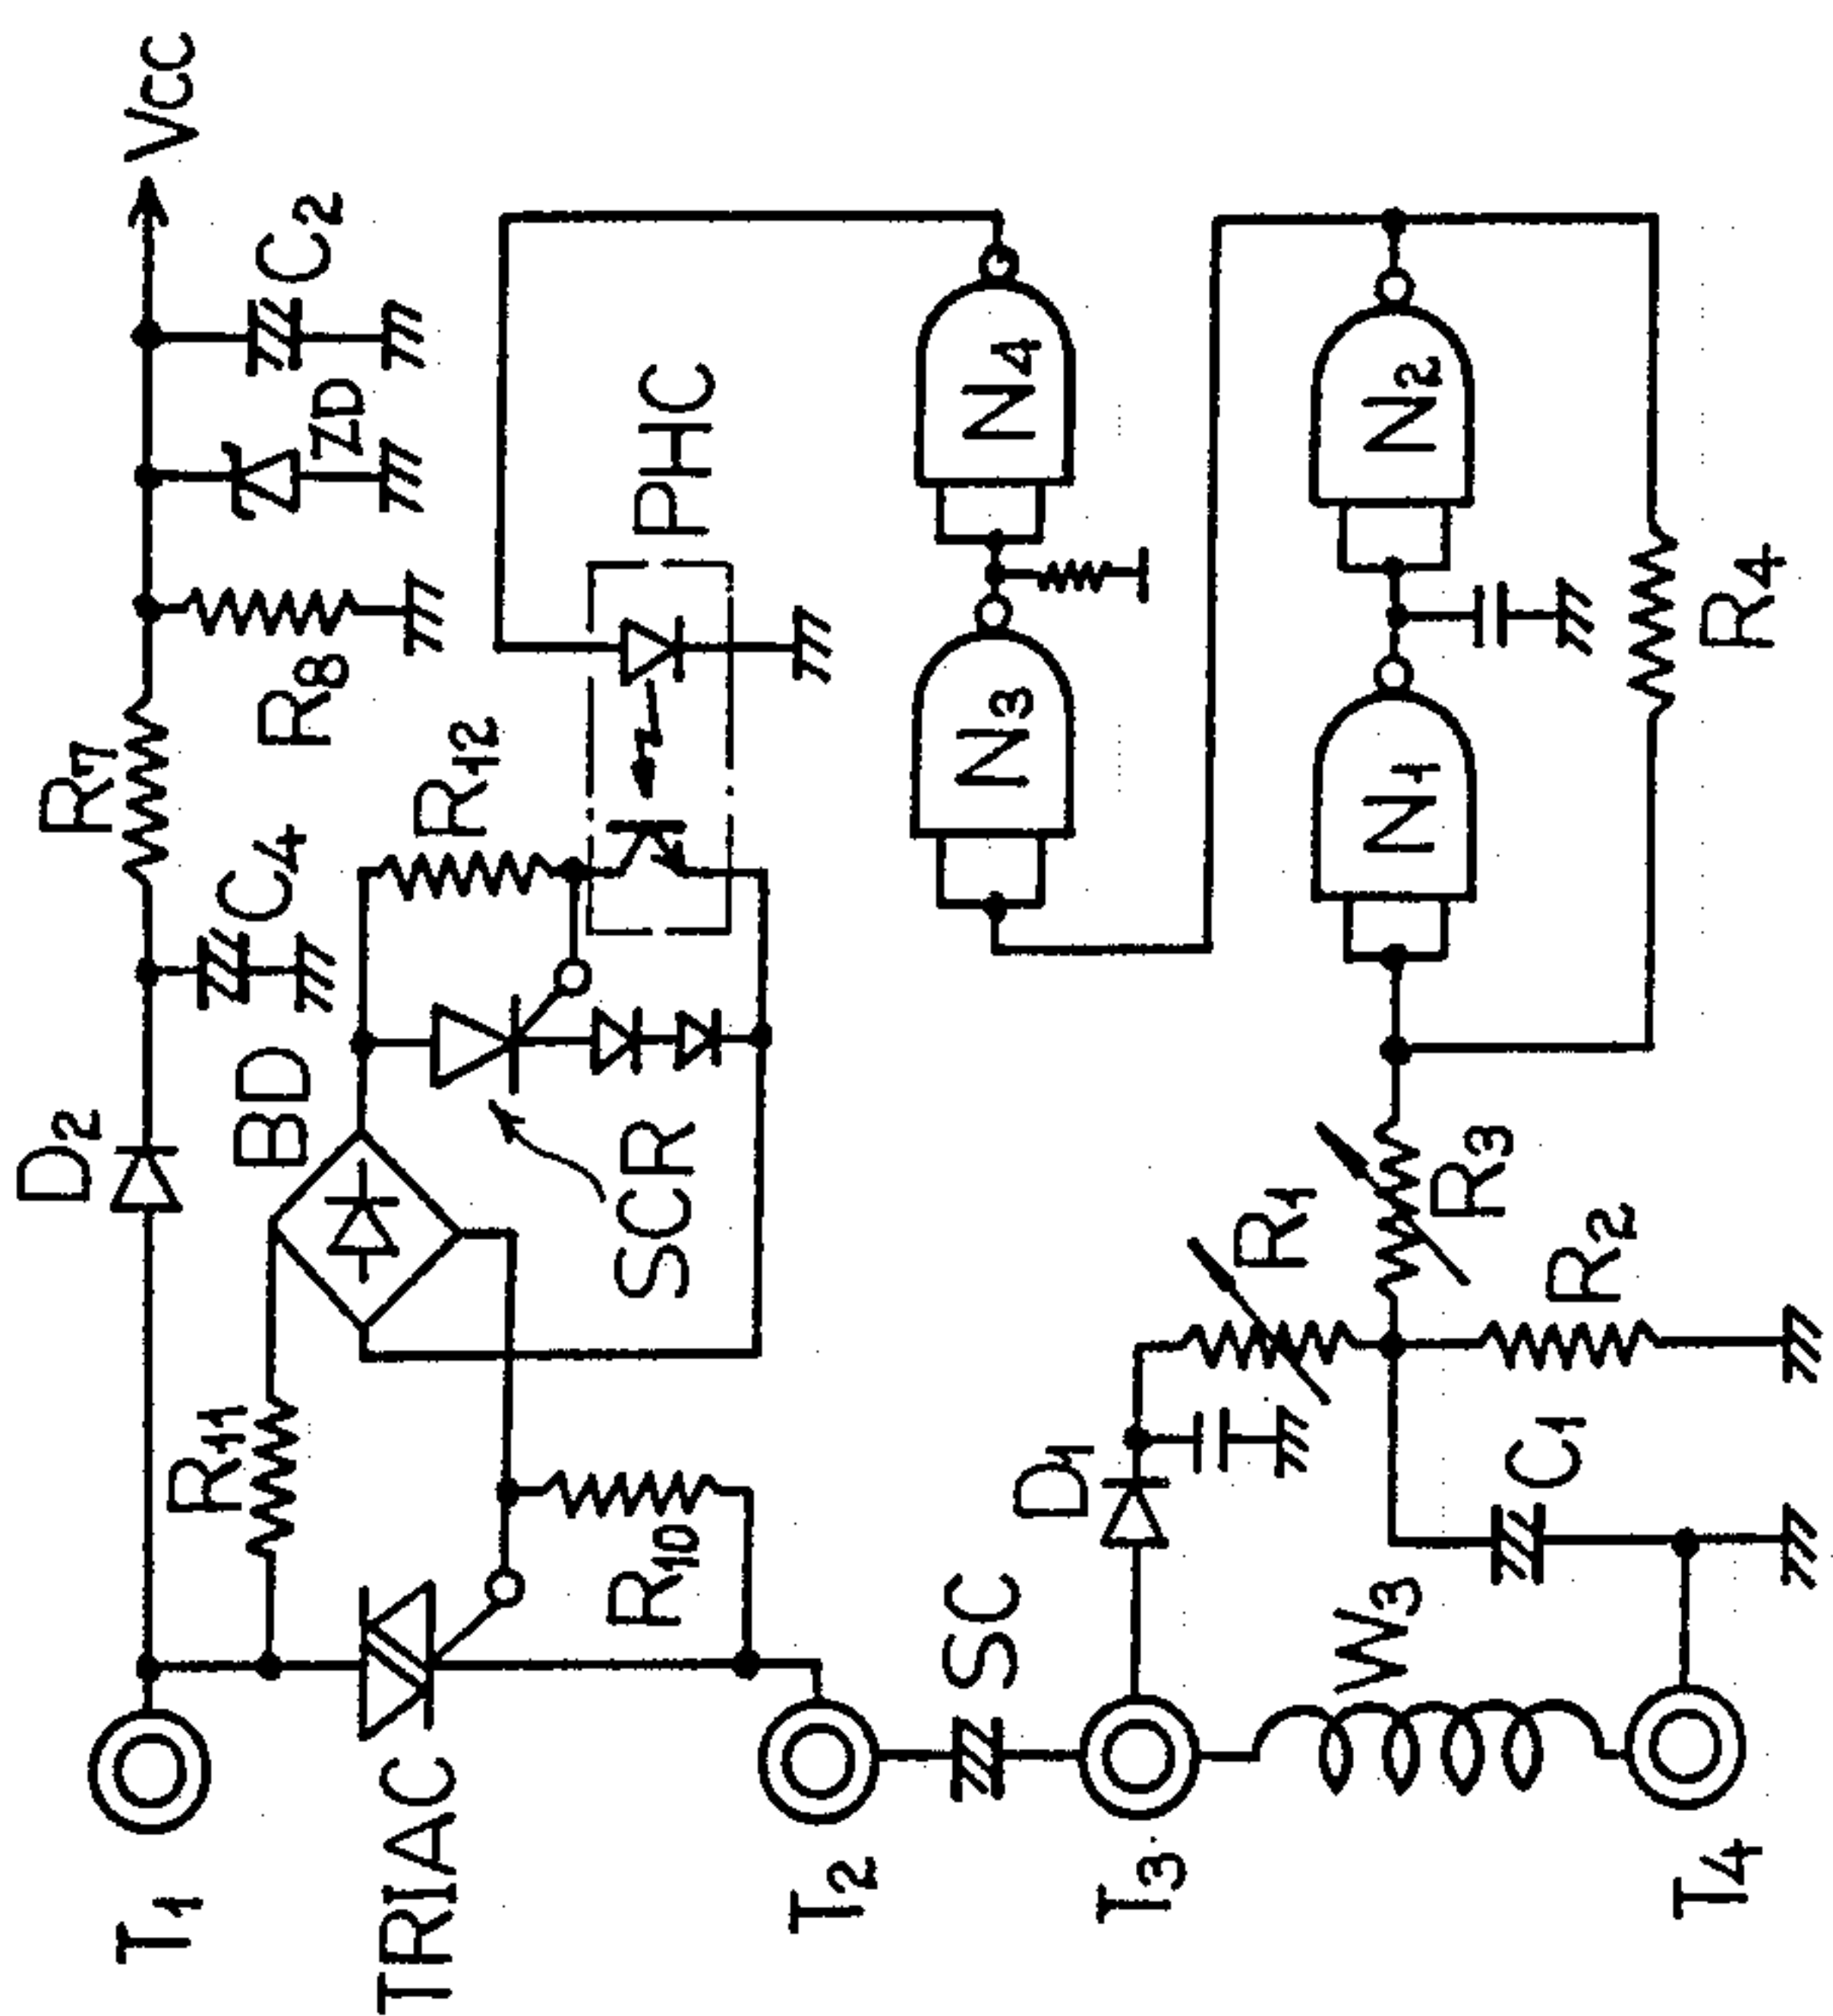 T1
TRIAC
R11
R10
D2
BD
SCR
C4
R7
R12
R8
ZD
C2
Vcc
PHC
T2
SC
T3
D1
R1
W3
T4
C1
R2
R3
N3
N4
N1
N2
R4